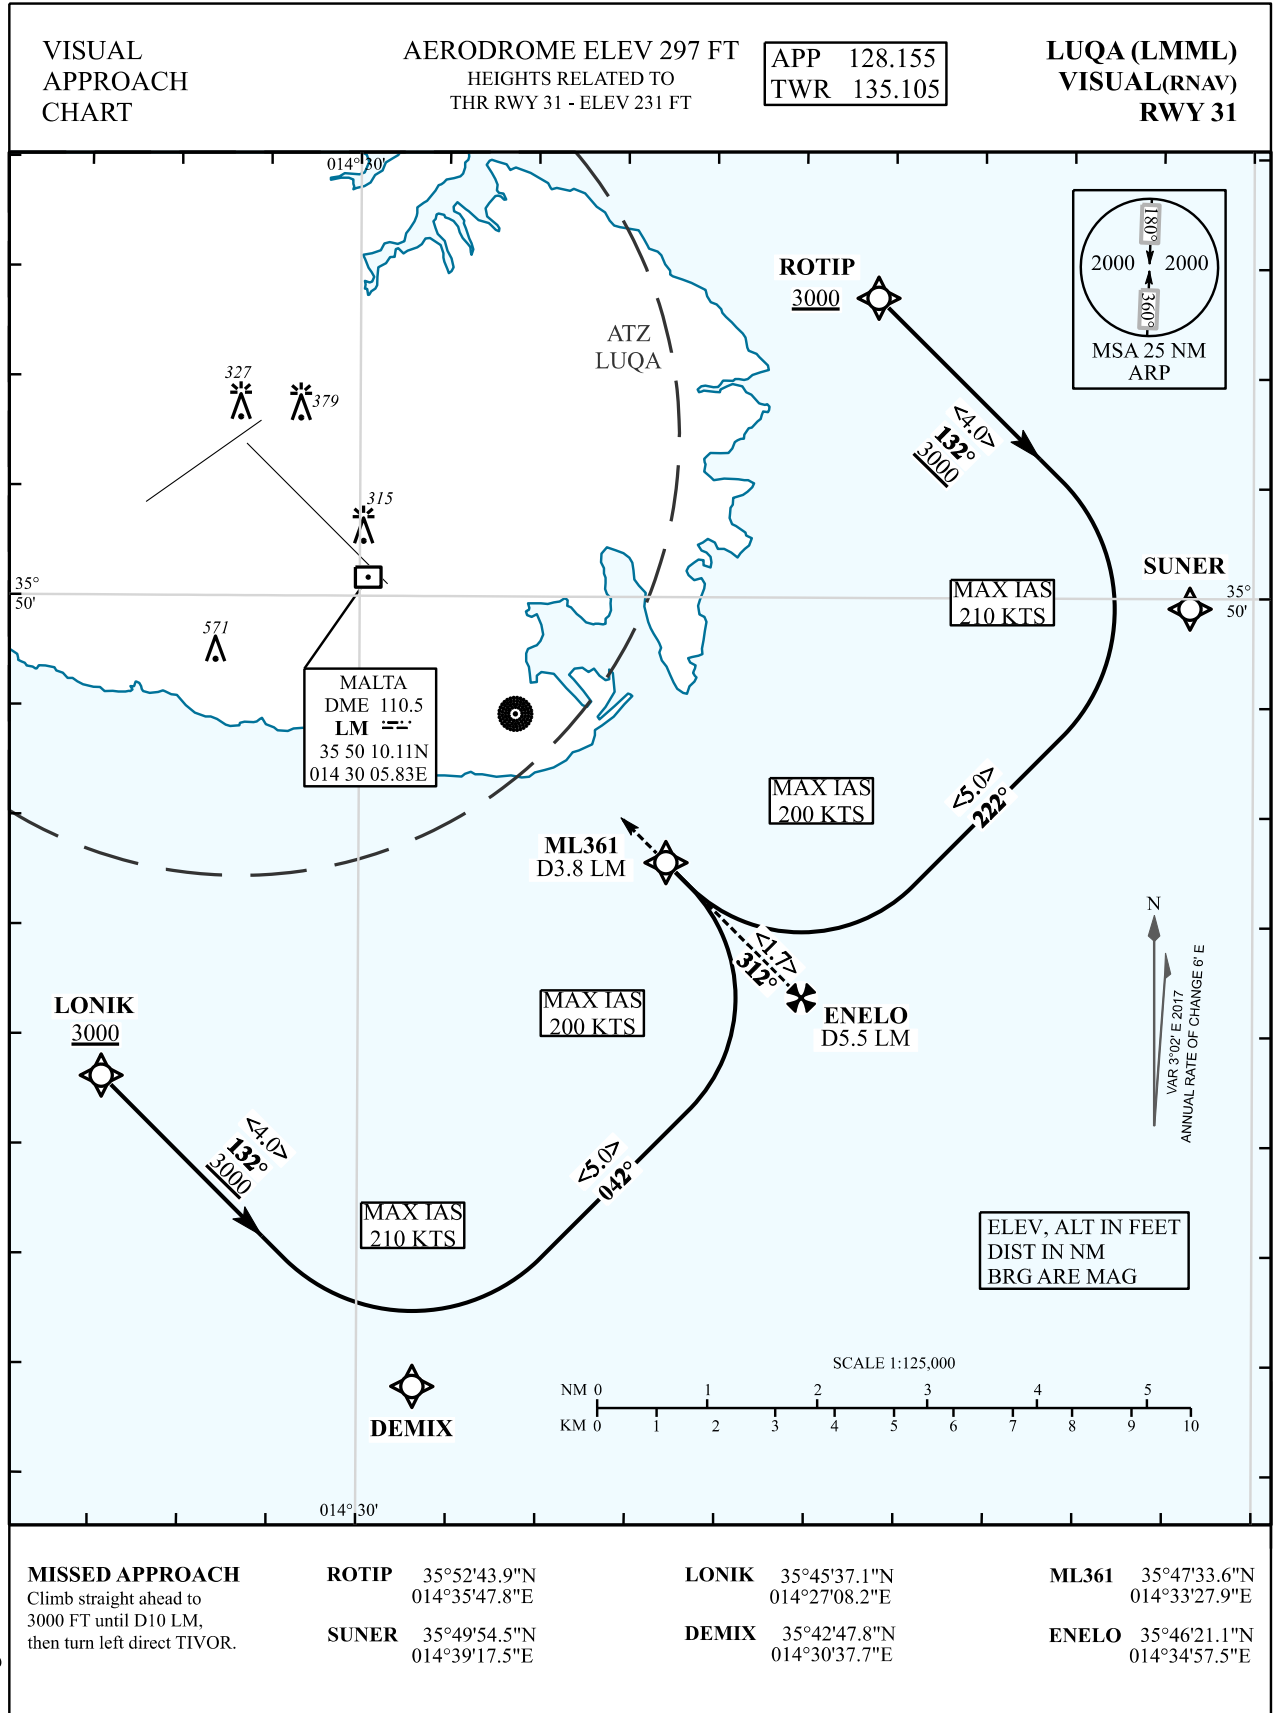 VISUAL
APPROACH
CHART
AERODROME ELEV 297 FT
HEIGHTS RELATED TO
THR RWY 31 - ELEV 231 FT
APP 128.155
TWR 135.105
LUQA (LMML)
VISUAL(RNAV)
RWY 31
014° 30'
180°
2000 2000
360°
MSA 25 NM
ARP
ROTIP
3000
ATZ
LUQA
327
379
<4.0>
132°
3000
315
SUNER
35°
50'
35°
50'
MAX IAS
210 KTS
571
MALTA
DME 110.5
LM
35 50 10.11N
014 30 05.83E
MAX IAS
200 KTS
<5.0>
222°
ML361
D3.8 LM
<1.7>
312°
ENELO
D5.5 LM
N
VAR 3°02' E 2017
ANNUAL RATE OF CHANGE 6' E
LONIK
3000
MAX IAS
200 KTS
<4.0>
132°
3000
<5.0>
042°
MAX IAS
210 KTS
ELEV, ALT IN FEET
DIST IN NM
BRG ARE MAG
DEMIX
SCALE 1:125,000
NM 0 1 2 3 4 5
KM 0 1 2 3 4 5 6 7 8 9 10
014° 30'
MISSED APPROACH
Climb straight ahead to
3000 FT until D10 LM,
then turn left direct TIVOR.
ROTIP 35°52'43.9"N
014°35'47.8"E
SUNER 35°49'54.5"N
014°39'17.5"E
LONIK 35°45'37.1"N
014°27'08.2"E
DEMIX 35°42'47.8"N
014°30'37.7"E
ML361 35°47'33.6"N
014°33'27.9"E
ENELO 35°46'21.1"N
014°34'57.5"E